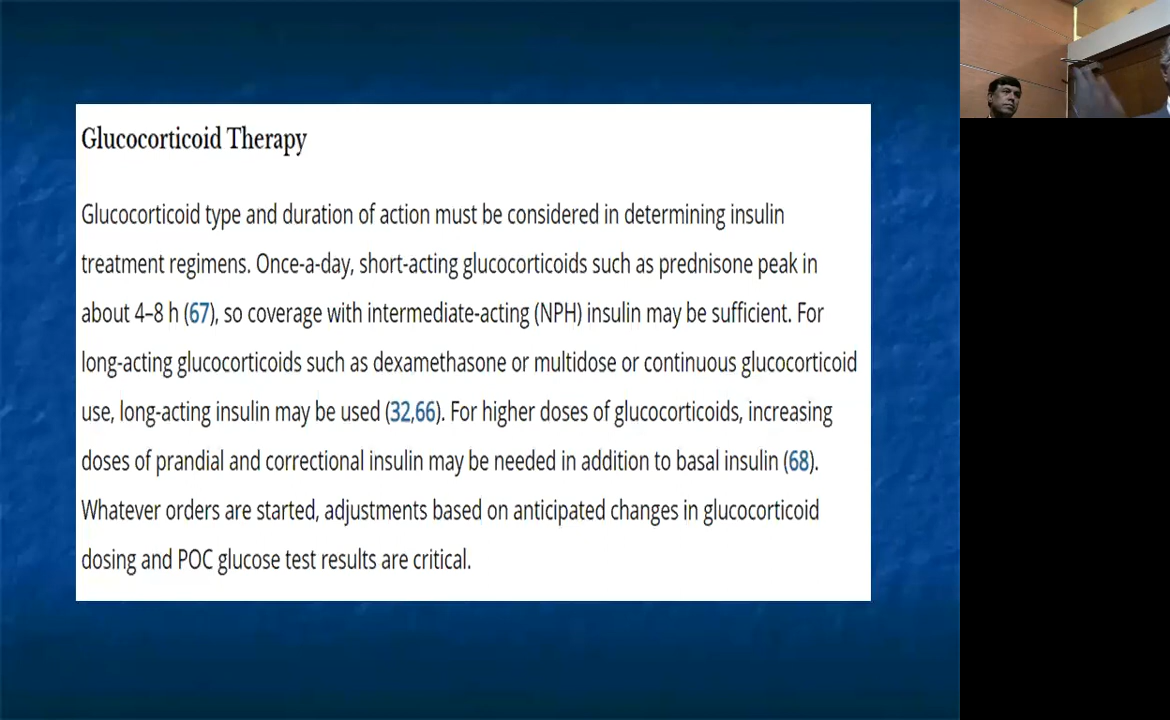 Glucocorticoid Therapy
Glucocorticoid type and duration of action must be considered in determining insulin
treatment regimens. Once-a-day, short-acting glucocorticoids such as prednisone peak in
about 4–8 h (67), so coverage with intermediate-acting (NPH) insulin may be sufficient. For
long-acting glucocorticoids such as dexamethasone or multidose or continuous glucocorticoid
use, long-acting insulin may be used (32,66). For higher doses of glucocorticoids, increasing
doses of prandial and correctional insulin may be needed in addition to basal insulin (68).
Whatever orders are started, adjustments based on anticipated changes in glucocorticoid
dosing and POC glucose test results are critical.